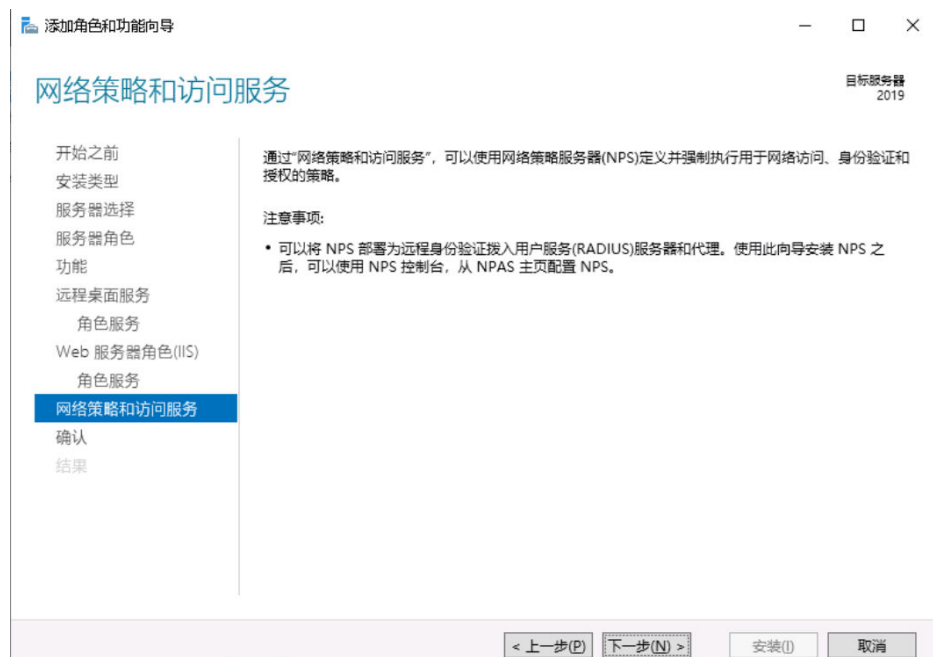 添加角色和功能向导
网络策略和访问服务
目标服务器
2019
开始之前
安装类型
服务器选择
服务器角色
功能
远程桌面服务
角色服务
Web 服务器角色(IIS)
角色服务
网络策略和访问服务
确认
结果
通过“网络策略和访问服务”，可以使用网络策略服务器(NPS)定义并强制执行用于网络访问、身份验证和
授权的策略。
注意事项:
• 可以将 NPS 部署为远程身份验证拨入用户服务(RADIUS)服务器和代理。使用此向导安装 NPS 之
后，可以使用 NPS 控制台，从 NPAS 主页配置 NPS。
< 上一步(P)
下一步(N) >
安装(I)
取消